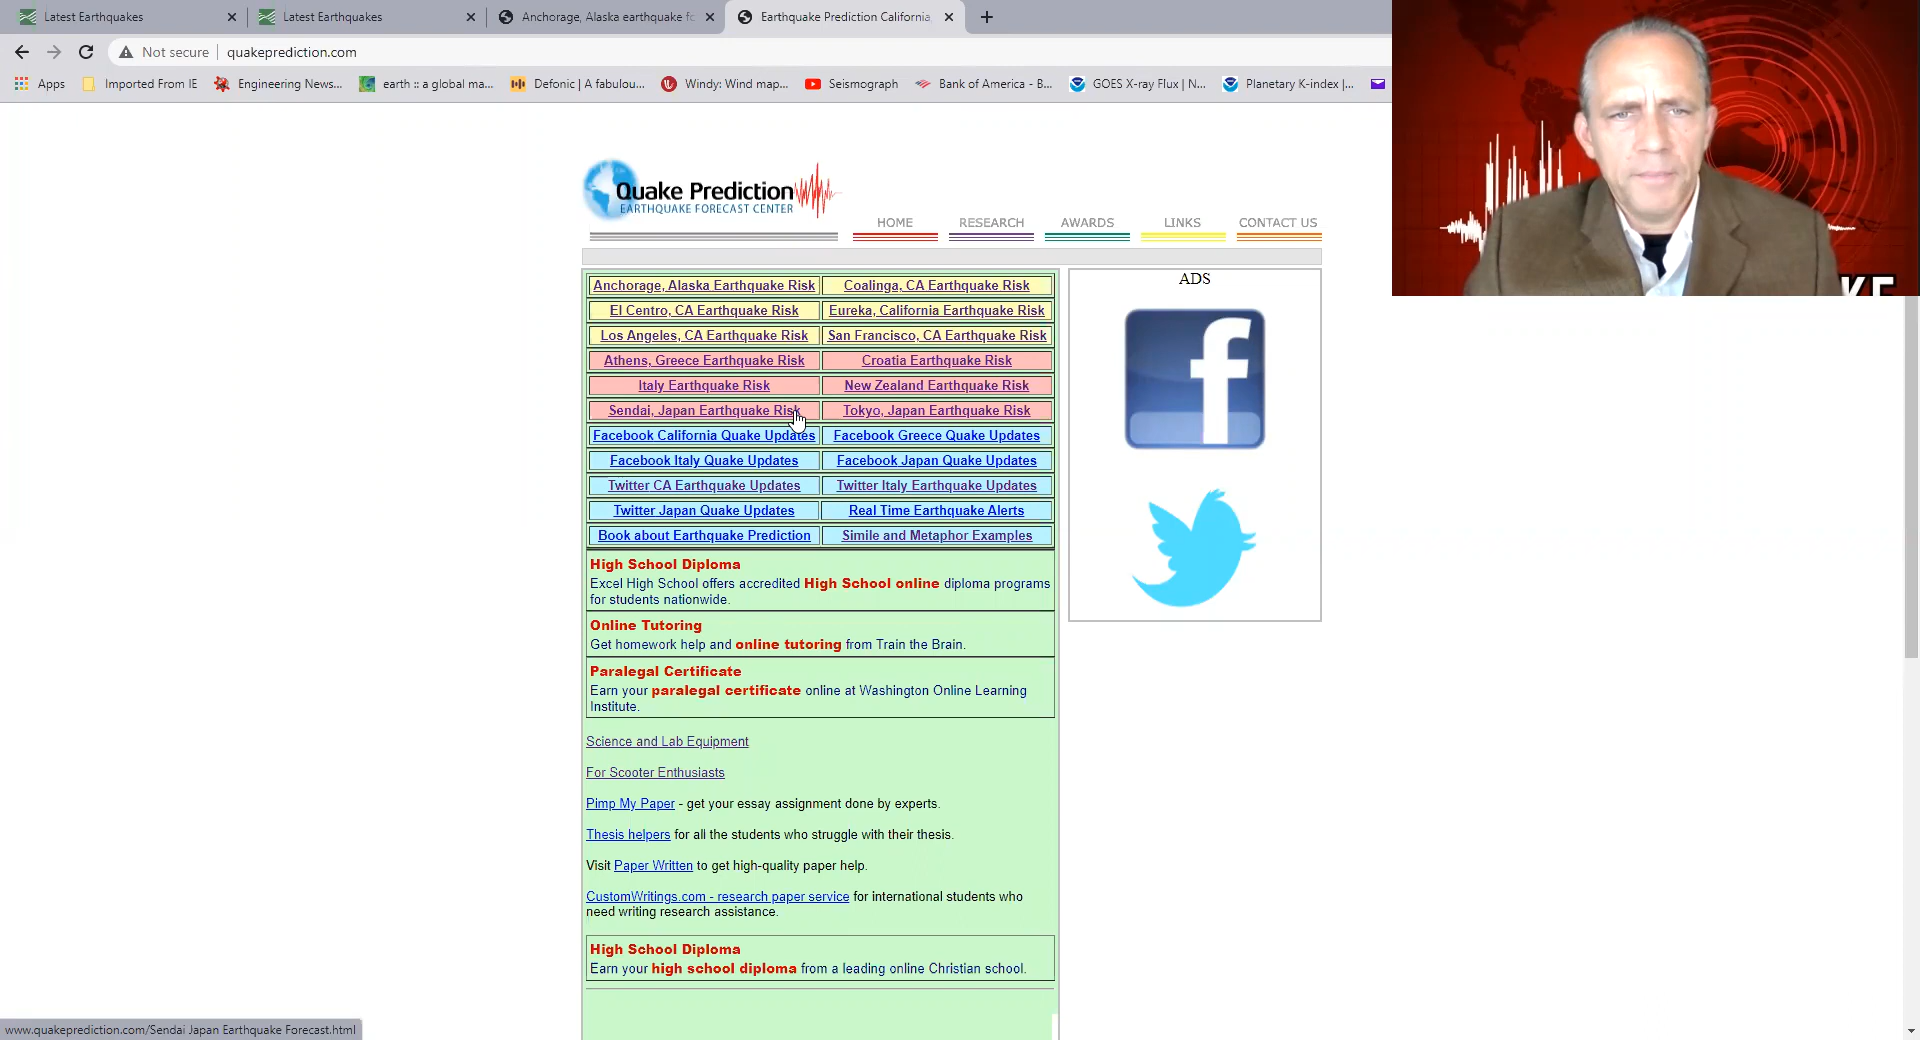 Latest Earthquakes
Latest Earthquakes
Anchorage, Alaska earthquake fo
Earthquake Prediction California,
Not secure
quakeprediction.com
Apps
Imported From IE
Engineering News...
earth :: a global ma...
Defonic | A fabulou...
Windy: Wind map...
Seismograph
Bank of America - B...
GOES X-ray Flux | N...
Planetary K-index |...
Quake Prediction
EARTHQUAKE FORECAST CENTER
HOME
RESEARCH
AWARDS
LINKS
CONTACT US
Anchorage, Alaska Earthquake Risk
Coalinga, CA Earthquake Risk
El Centro, CA Earthquake Risk
Eureka, California Earthquake Risk
Los Angeles, CA Earthquake Risk
San Francisco, CA Earthquake Risk
Athens, Greece Earthquake Risk
Croatia Earthquake Risk
Italy Earthquake Risk
New Zealand Earthquake Risk
Sendai, Japan Earthquake Risk
Tokyo, Japan Earthquake Risk
Facebook California Quake Updates
Facebook Greece Quake Updates
Facebook Italy Quake Updates
Facebook Japan Quake Updates
Twitter CA Earthquake Updates
Twitter Italy Earthquake Updates
Twitter Japan Quake Updates
Real Time Earthquake Alerts
Book about Earthquake Prediction
Simile and Metaphor Examples
High School Diploma
Excel High School offers accredited High School online diploma programs
for students nationwide.
Online Tutoring
Get homework help and online tutoring from Train the Brain.
Paralegal Certificate
Earn your paralegal certificate online at Washington Online Learning
Institute.
Science and Lab Equipment
For Scooter Enthusiasts
Pimp My Paper - get your essay assignment done by experts.
Thesis helpers for all the students who struggle with their thesis.
Visit Paper Written to get high-quality paper help.
CustomWritings.com - research paper service for international students who
need writing research assistance.
High School Diploma
Earn your high school diploma from a leading online Christian school.
ADS
f
www.quakeprediction.com/Sendai Japan Earthquake Forecast.html